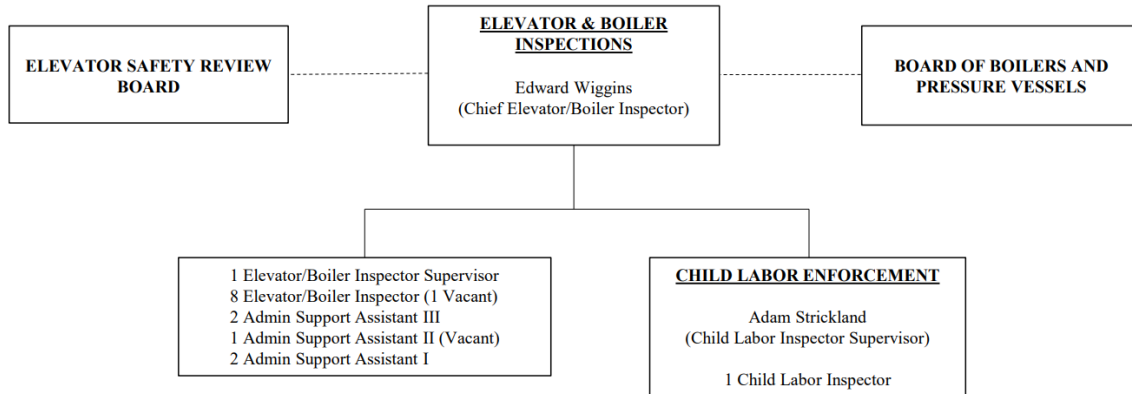 ELEVATOR SAFETY REVIEW
BOARD
ELEVATOR & BOILER
INSPECTIONS
Edward Wiggins
(Chief Elevator/Boiler Inspector)
BOARD OF BOILERS AND
PRESSURE VESSELS
1 Elevator/Boiler Inspector Supervisor
8 Elevator/Boiler Inspector (1 Vacant)
2 Admin Support Assistant III
1 Admin Support Assistant II (Vacant)
2 Admin Support Assistant I
CHILD LABOR ENFORCEMENT
Adam Strickland
(Child Labor Inspector Supervisor)
1 Child Labor Inspector